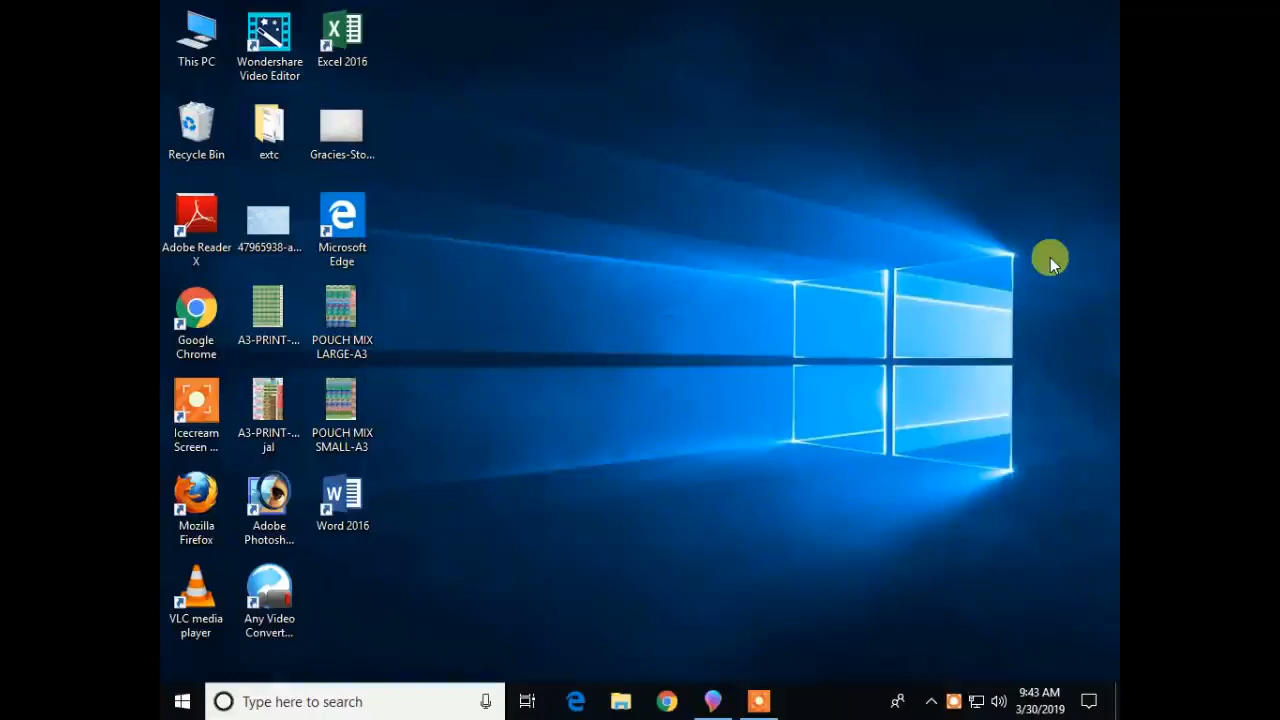 This PC
Wondershare
Video Editor
Excel 2016
Recycle Bin
extc
Gracies-Sto...
Adobe Reader
X
47965938-a...
Microsoft
Edge
Google
Chrome
A3-PRINT-...
POUCH MIX
LARGE-A3
Icecream
Screen ...
A3-PRINT-...
jal
POUCH MIX
SMALL-A3
Mozilla
Firefox
Adobe
Photosh...
Word 2016
VLC media
player
Any Video
Convert...
Type here to search
9:43 AM
3/30/2019